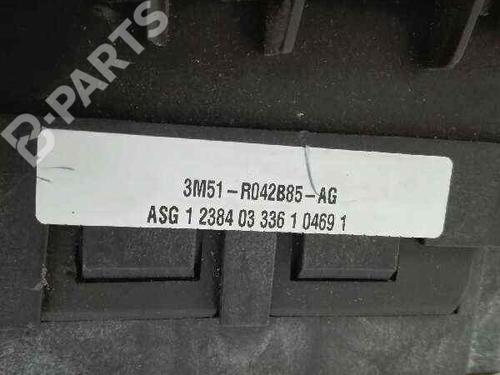 B-PARTS
3M51-R042B85-AG
ASG 1 2384 03 336 1 0469 1